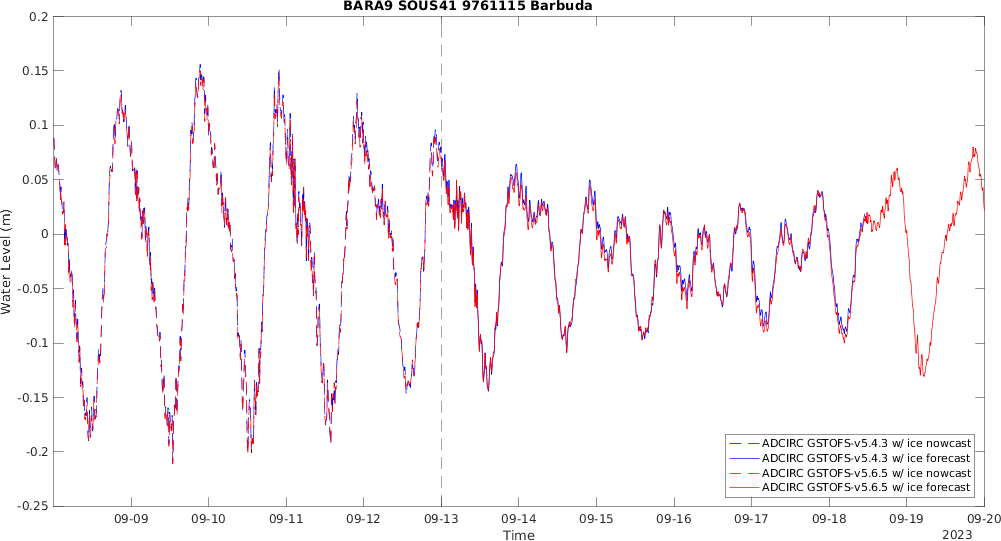 BARA9 SOUS41 9761115 Barbuda
0.2
0.15
0.1
0.05
0
-0.05
-0.1
-0.15
-0.2
-0.25
Water Level (m)
ADCIRC GSTOFS-v5.4.3 w/ ice nowcast
ADCIRC GSTOFS-v5.4.3 w/ ice forecast
ADCIRC GSTOFS-v5.6.5 w/ ice nowcast
ADCIRC GSTOFS-v5.6.5 w/ ice forecast
09-09 09-10 09-11 09-12 09-13 09-14 09-15 09-16 09-17 09-18 09-19 09-20
Time
2023